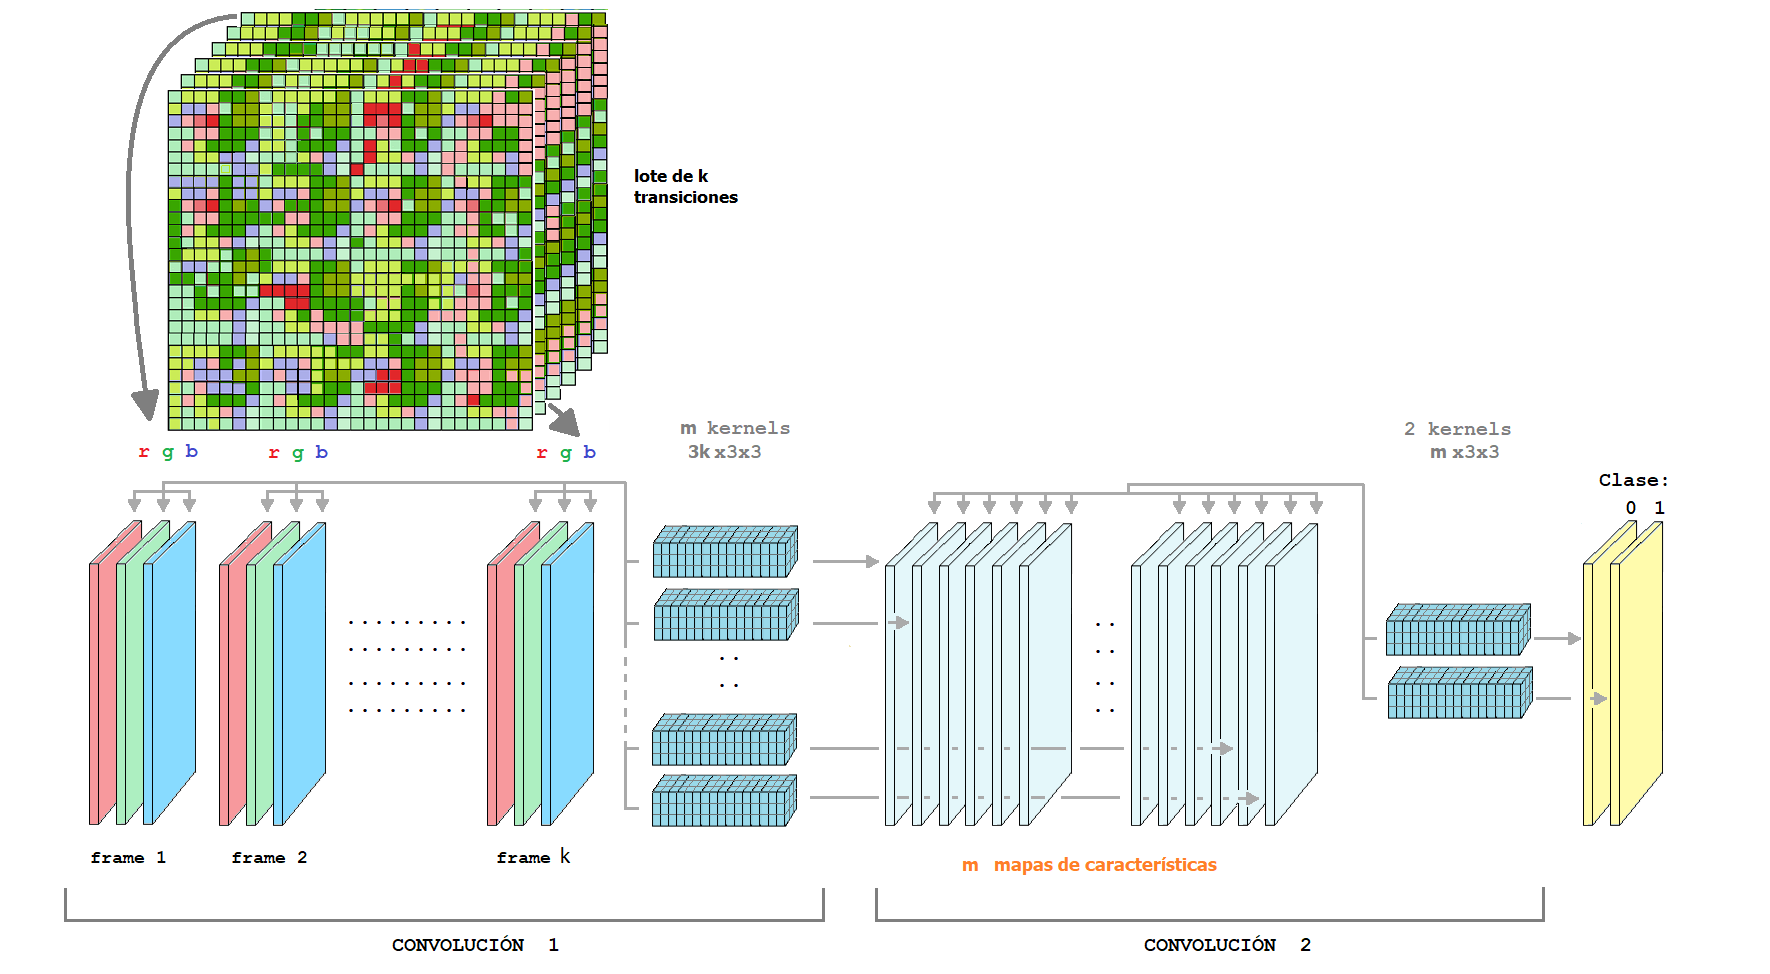 lote de k
transiciones
m kernels
3k x3x3
2 kernels
m x3x3
r g b
r g b
r g b
Clase:
0 1
frame 1
frame 2
frame k
m mapas de características
CONVOLUCIÓN 1
CONVOLUCIÓN 2